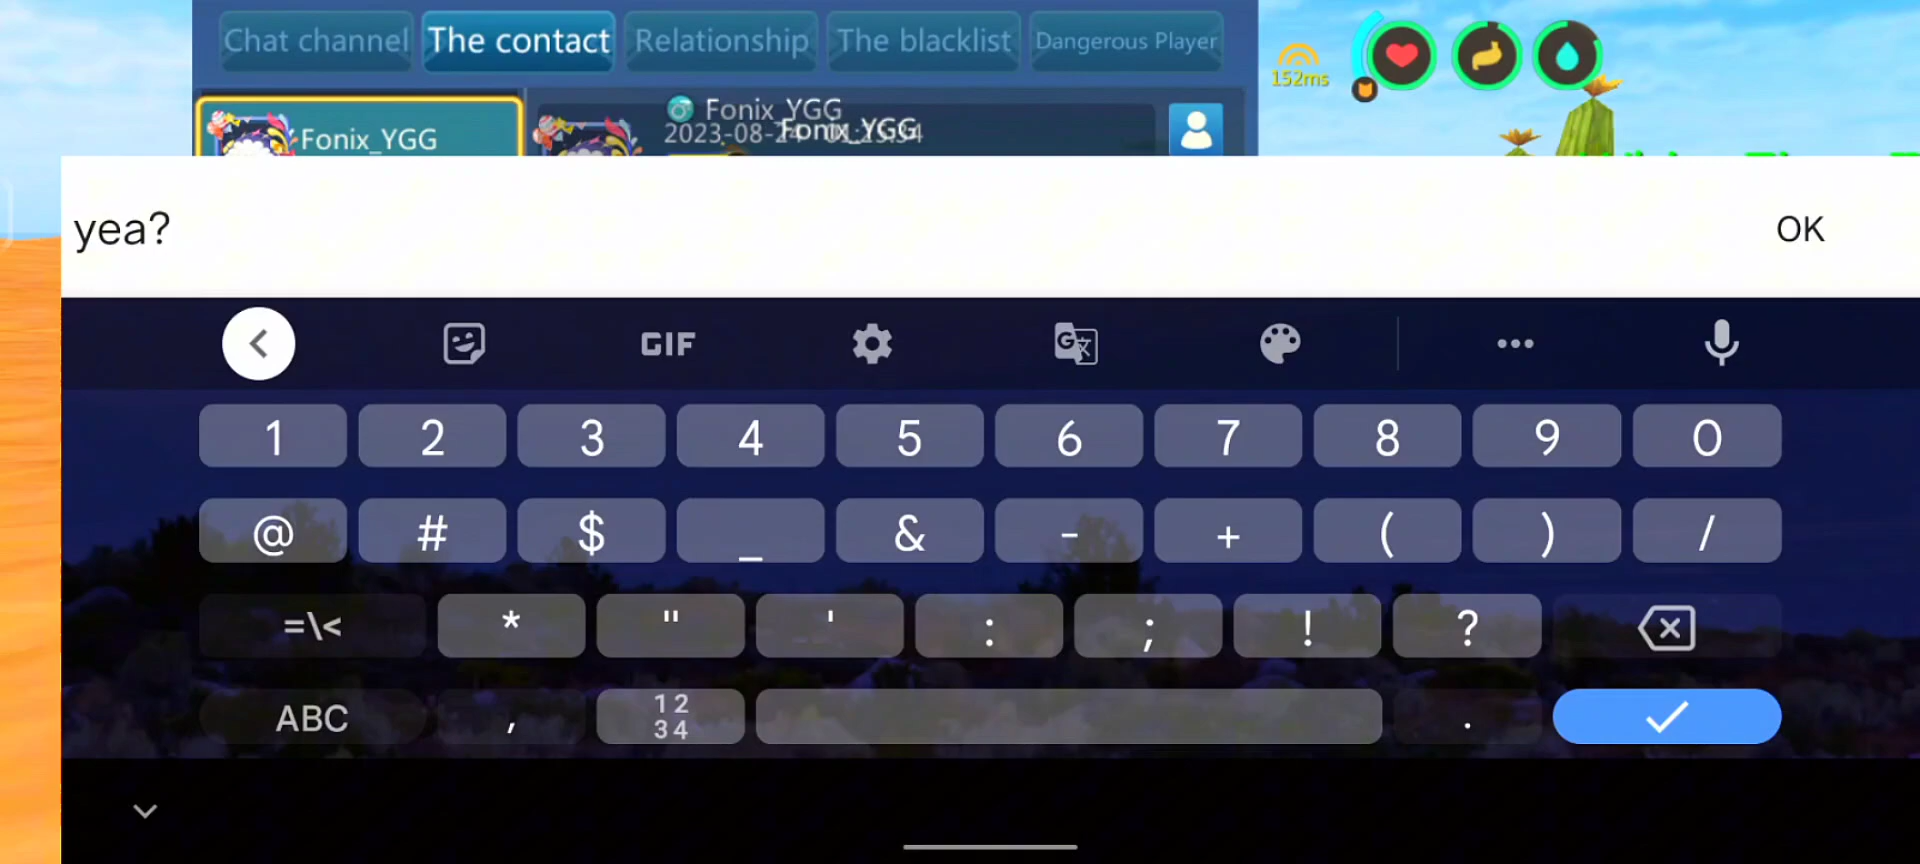 Chat channel The contact Relationship The blacklist Dangerous Player
152ms
Fonix_YGG
Fonix_YGG
Fonix_YGG
yea?
OK
GIF
1 2 3 4 5 6 7 8 9 0
@ # $ _ & - + ( ) /
=\< * " ' : ; ! ?
ABC , 12 34 .